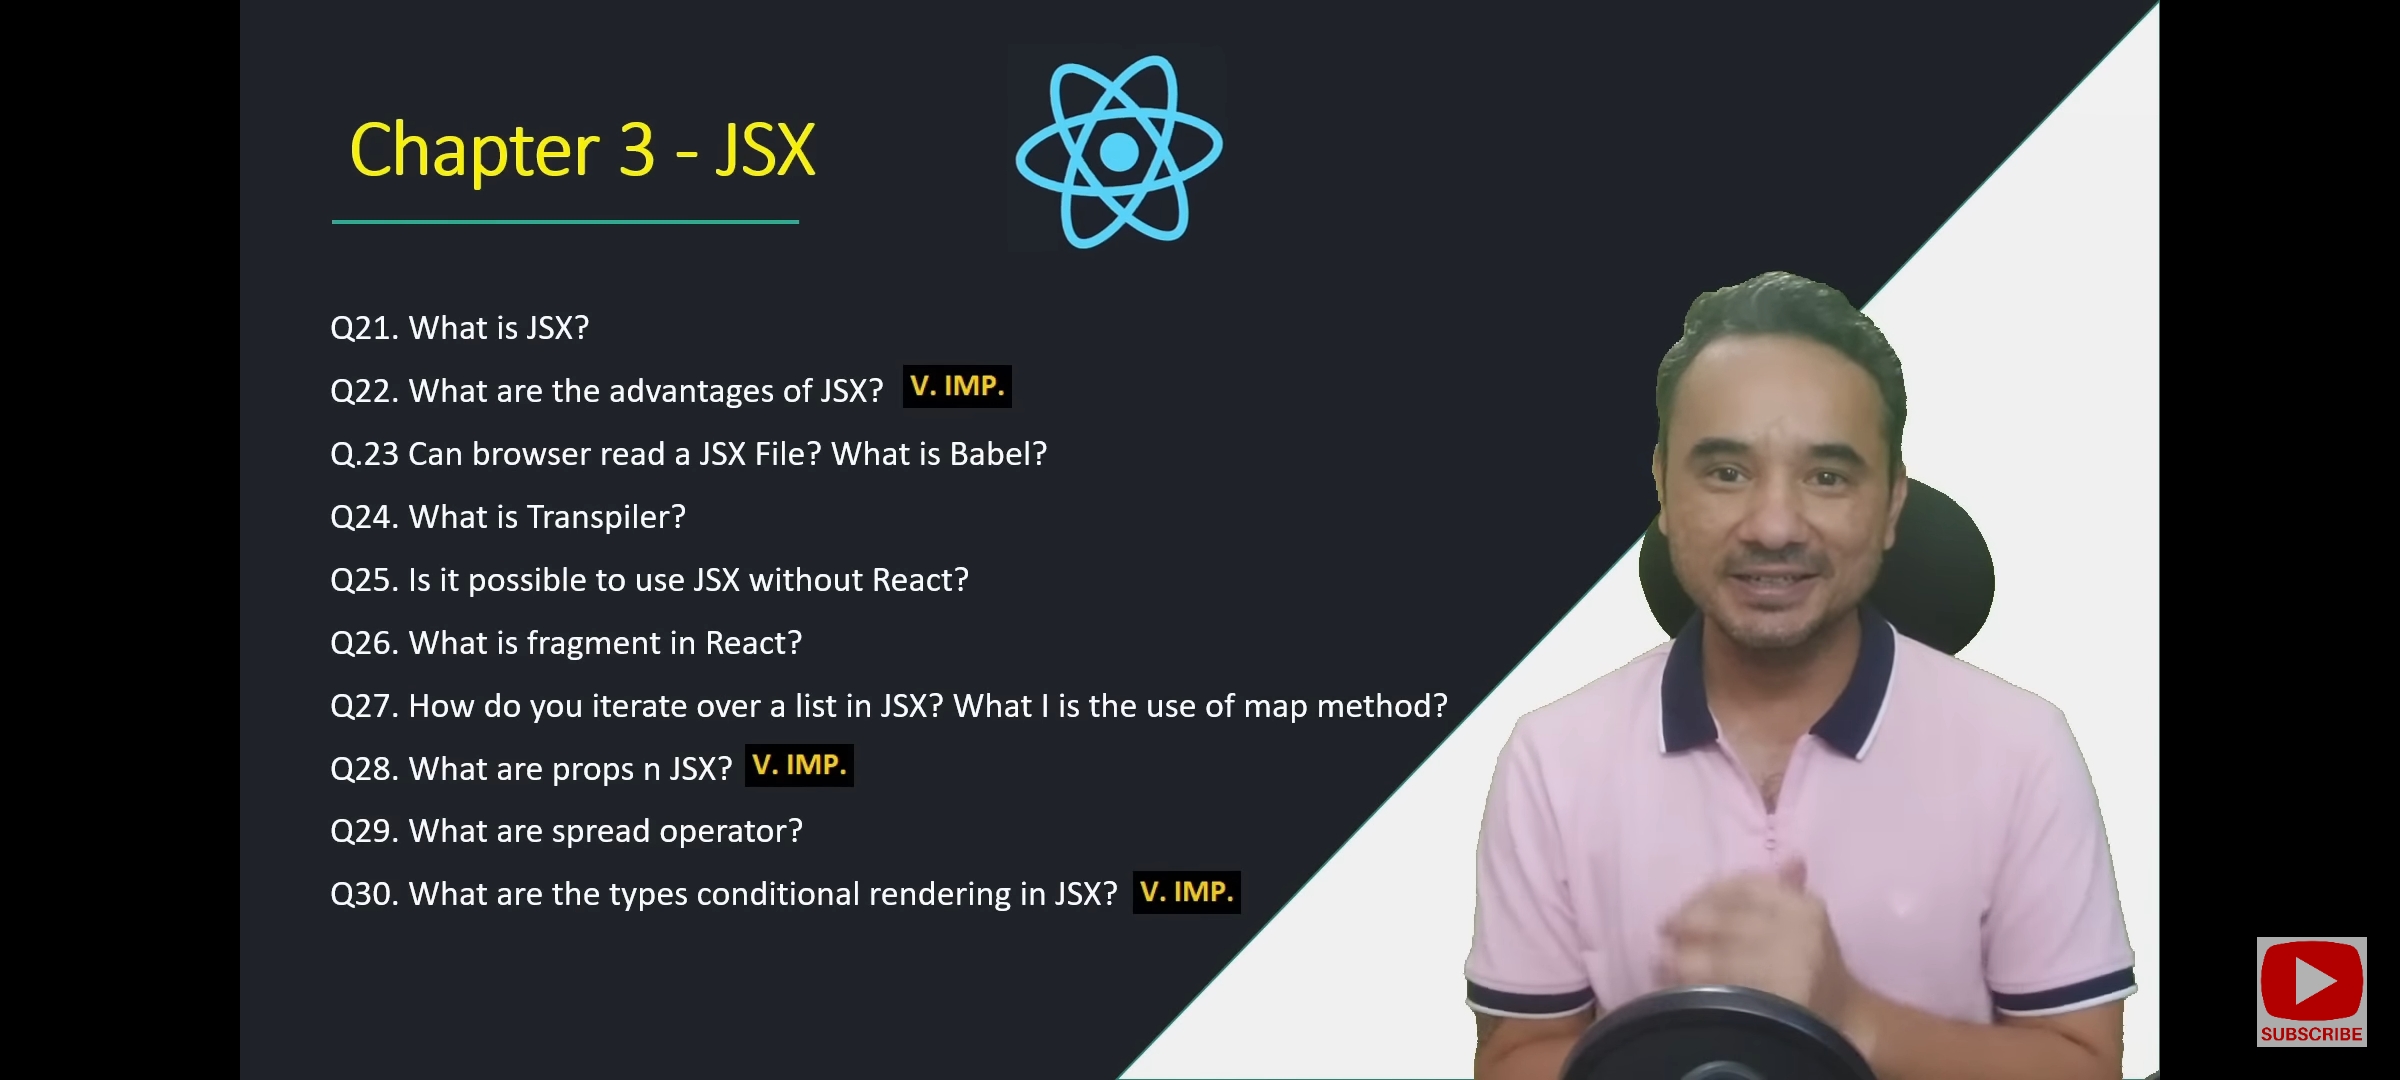 Chapter 3 - JSX
Q21. What is JSX?
Q22. What are the advantages of JSX? V. IMP.
Q.23 Can browser read a JSX File? What is Babel?
Q24. What is Transpiler?
Q25. Is it possible to use JSX without React?
Q26. What is fragment in React?
Q27. How do you iterate over a list in JSX? What I is the use of map method?
Q28. What are props n JSX? V. IMP.
Q29. What are spread operator?
Q30. What are the types conditional rendering in JSX? V. IMP.
SUBSCRIBE